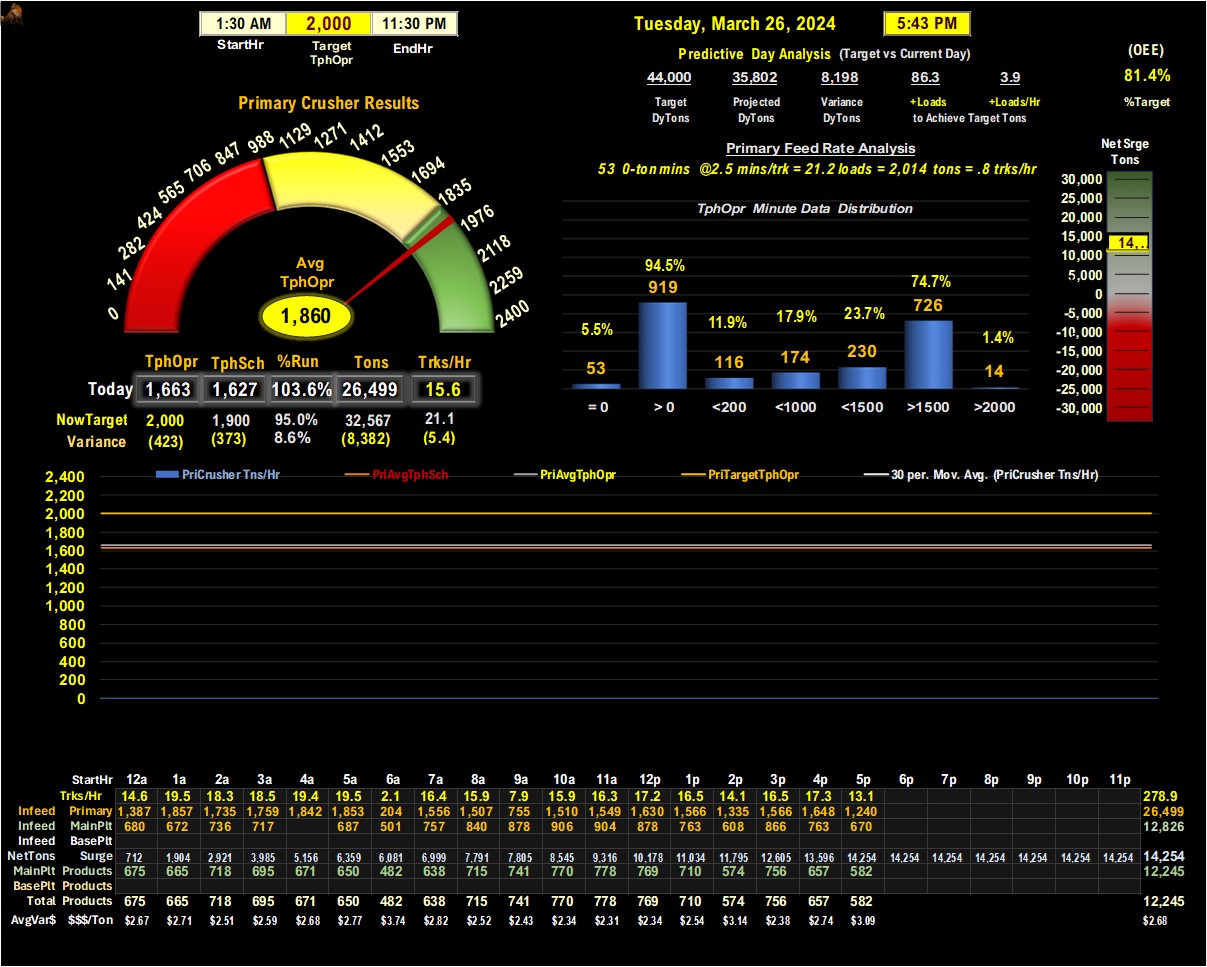 1:30 AM 2,000 11:30 PM
StartHr Target TphOpr EndHr
Tuesday, March 26, 2024 5:43 PM
Predictive Day Analysis (Target vs Current Day)
44,000 35,802 8,198 86.3 3.9
Target DyTons Projected DyTons Variance DyTons +Loads +Loads/Hr
to Achieve Target Tons
(OEE)
81.4%
%Target
Primary Crusher Results
0 141 282 424 565 706 847 988 1129 1271 1412 1553 1694 1835 1976 2118 2259 2400
Avg
TphOpr
1,860
TphOpr TphSch %Run Tons Trks/Hr
Today 1,663 1,627 103.6% 26,499 15.6
NowTarget 2,000 1,900 95.0% 32,567 21.1
Variance (423) (373) 8.6% (8,382) (5.4)
Primary Feed Rate Analysis
53 0-ton mins @2.5 mins/trk = 21.2 loads = 2,014 tons = .8 trks/hr
TphOpr Minute Data Distribution
5.5% 94.5% 11.9% 17.9% 23.7% 74.7% 1.4%
53 919 116 174 230 726 14
= 0 > 0 <200 <1000 <1500 >1500 >2000
Net Srge
Tons
30,000
25,000
20,000
15,000
14,..
10,000
5,000
0
-5,000
-10,000
-15,000
-20,000
-25,000
-30,000
PriCrusher Tns/Hr PriAvgTphSch PriAvgTphOpr PriTargetTphOpr 30 per. Mov. Avg. (PriCrusher Tns/Hr)
2,400
2,200
2,000
1,800
1,600
1,400
1,200
1,000
800
600
400
200
0
StartHr 12a 1a 2a 3a 4a 5a 6a 7a 8a 9a 10a 11a 12p 1p 2p 3p 4p 5p 6p 7p 8p 9p 10p 11p
Trks/Hr 14.6 19.5 18.3 18.5 19.4 19.5 2.1 16.4 15.9 7.9 15.9 16.3 17.2 16.5 14.1 16.5 17.3 13.1 278.9
Infeed Primary 1,387 1,857 1,735 1,759 1,842 1,853 204 1,556 1,507 755 1,510 1,549 1,630 1,566 1,335 1,566 1,648 1,240 26,499
Infeed MainPlt 680 672 736 717 687 501 757 840 878 906 904 878 763 608 866 763 670 12,826
Infeed BasePlt
NetTons Surge 712 1,904 2,921 3,985 5,156 6,359 6,081 6,999 7,791 7,805 8,545 9,316 10,178 11,034 11,795 12,605 13,596 14,254 14,254 14,254 14,254 14,254 14,254 14,254 14,254
MainPlt Products 675 665 718 695 671 650 482 638 715 741 770 778 769 710 574 756 657 582 12,245
BasePlt Products
Total Products 675 665 718 695 671 650 482 638 715 741 770 778 769 710 574 756 657 582 12,245
AvgVar$ $$$/Ton $2.67 $2.71 $2.51 $2.59 $2.68 $2.77 $3.74 $2.82 $2.52 $2.43 $2.34 $2.31 $2.34 $2.54 $3.14 $2.38 $2.74 $3.09 $2.68